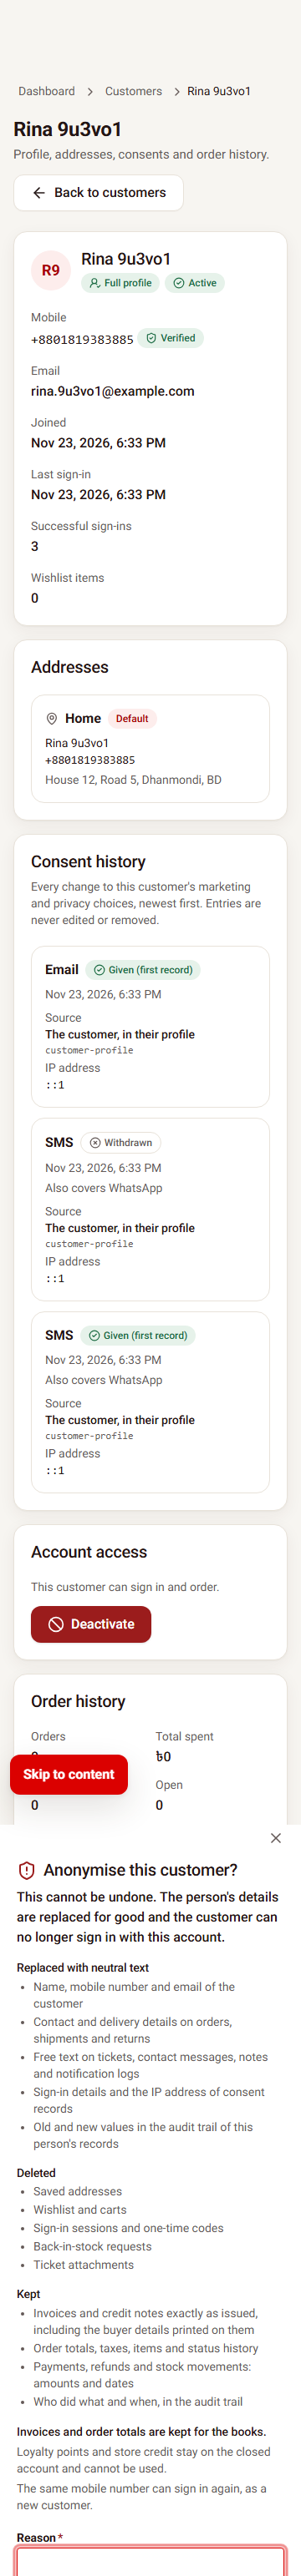 Dashboard > Customers > Rina 9u3vo1
Rina 9u3vo1
Profile, addresses, consents and order history.
Back to customers
R9
Rina 9u3vo1
Full profile
Active
Mobile
+8801819383885
Verified
Email
rina.9u3vo1@example.com
Joined
Nov 23, 2026, 6:33 PM
Last sign-in
Nov 23, 2026, 6:33 PM
Successful sign-ins
3
Wishlist items
0
Addresses
Home
Default
Rina 9u3vo1
+8801819383885
House 12, Road 5, Dhanmondi, BD
Consent history
Every change to this customer's marketing
and privacy choices, newest first. Entries are
never edited or removed.
Email
Given (first record)
Nov 23, 2026, 6:33 PM
Source
The customer, in their profile
customer-profile
IP address
::1
SMS
Withdrawn
Nov 23, 2026, 6:33 PM
Also covers WhatsApp
Source
The customer, in their profile
customer-profile
IP address
::1
SMS
Given (first record)
Nov 23, 2026, 6:33 PM
Also covers WhatsApp
Source
The customer, in their profile
customer-profile
IP address
::1
Account access
This customer can sign in and order.
Deactivate
Order history
Orders
Total spent
৳0
Skip to content
Open
0
0
Anonymise this customer?
This cannot be undone. The person's details
are replaced for good and the customer can
no longer sign in with this account.
Replaced with neutral text
• Name, mobile number and email of the
customer
• Contact and delivery details on orders,
shipments and returns
• Free text on tickets, contact messages, notes
and notification logs
• Sign-in details and the IP address of consent
records
• Old and new values in the audit trail of this
person's records
Deleted
• Saved addresses
• Wishlist and carts
• Sign-in sessions and one-time codes
• Back-in-stock requests
• Ticket attachments
Kept
• Invoices and credit notes exactly as issued,
including the buyer details printed on them
• Order totals, taxes, items and status history
• Payments, refunds and stock movements:
amounts and dates
• Who did what and when, in the audit trail
Invoices and order totals are kept for the books.
Loyalty points and store credit stay on the closed
account and cannot be used.
The same mobile number can sign in again, as a
new customer.
Reason *